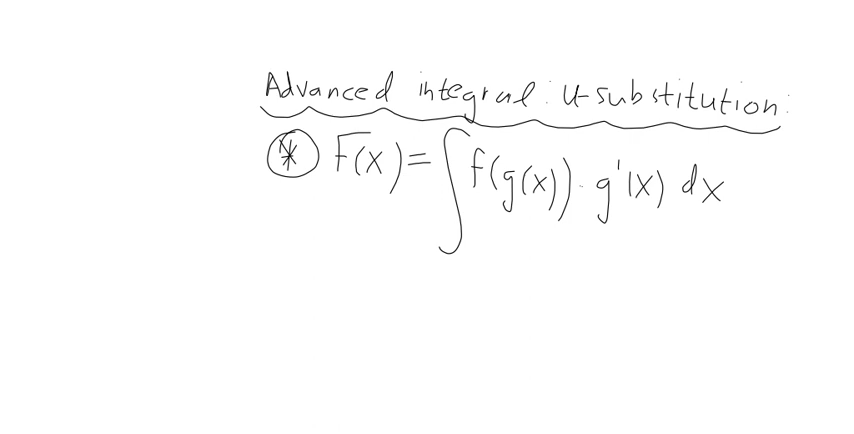 Advanced integral: U-substitution:
* F(x) = ∫ f(g(x)) · g'(x) dx